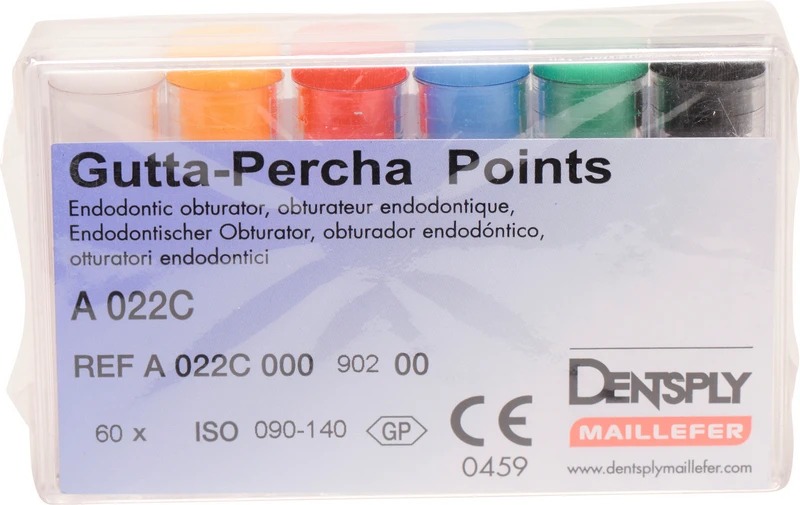 Gutta-Percha Points
Endodontic obturator, obturateur endodontique,
Endodontischer Obturator, obturador endodóntico,
otturatori endodontici
A 022C
REF A 022C 000 902 00
60 x ISO 090-140 GP
CE
0459
DENTSPLY
MAILLEFER
www.dentsplymaillefer.com